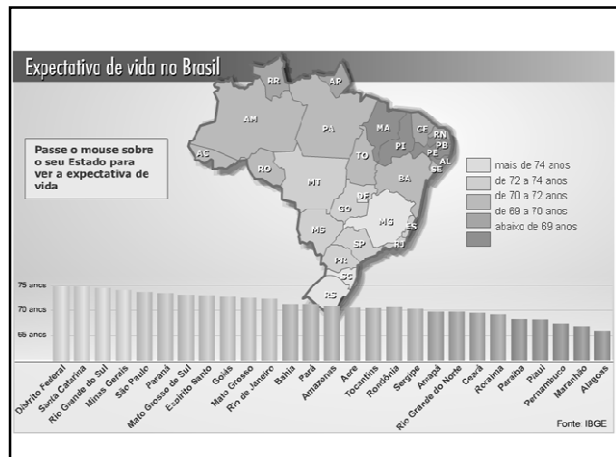 Expectativa de vida no Brasil
Passe o mouse sobre
o seu Estado para
ver a expectativa de
vida
RR
AP
AM
PA
MA
CE
RN
PB
PE
AL
SE
PI
AC
RO
TO
BA
MT
DF
GO
MG
ES
MS
SP
RJ
PR
SC
RS
mais de 74 anos
de 72 a 74 anos
de 70 a 72 anos
de 69 a 70 anos
abaixo de 69 anos
75 anos
70 anos
65 anos
Distrito Federal
Santa Catarina
Rio Grande do Sul
Minas Gerais
São Paulo
Paraná
Mato Grosso do Sul
Espírito Santo
Goiás
Mato Grosso
Rio de Janeiro
Bahia
Pará
Amazonas
Acre
Tocantins
Rondônia
Sergipe
Amapá
Rio Grande do Norte
Ceará
Roraima
Paraíba
Piauí
Pernambuco
Maranhão
Alagoas
Fonte: IBGE